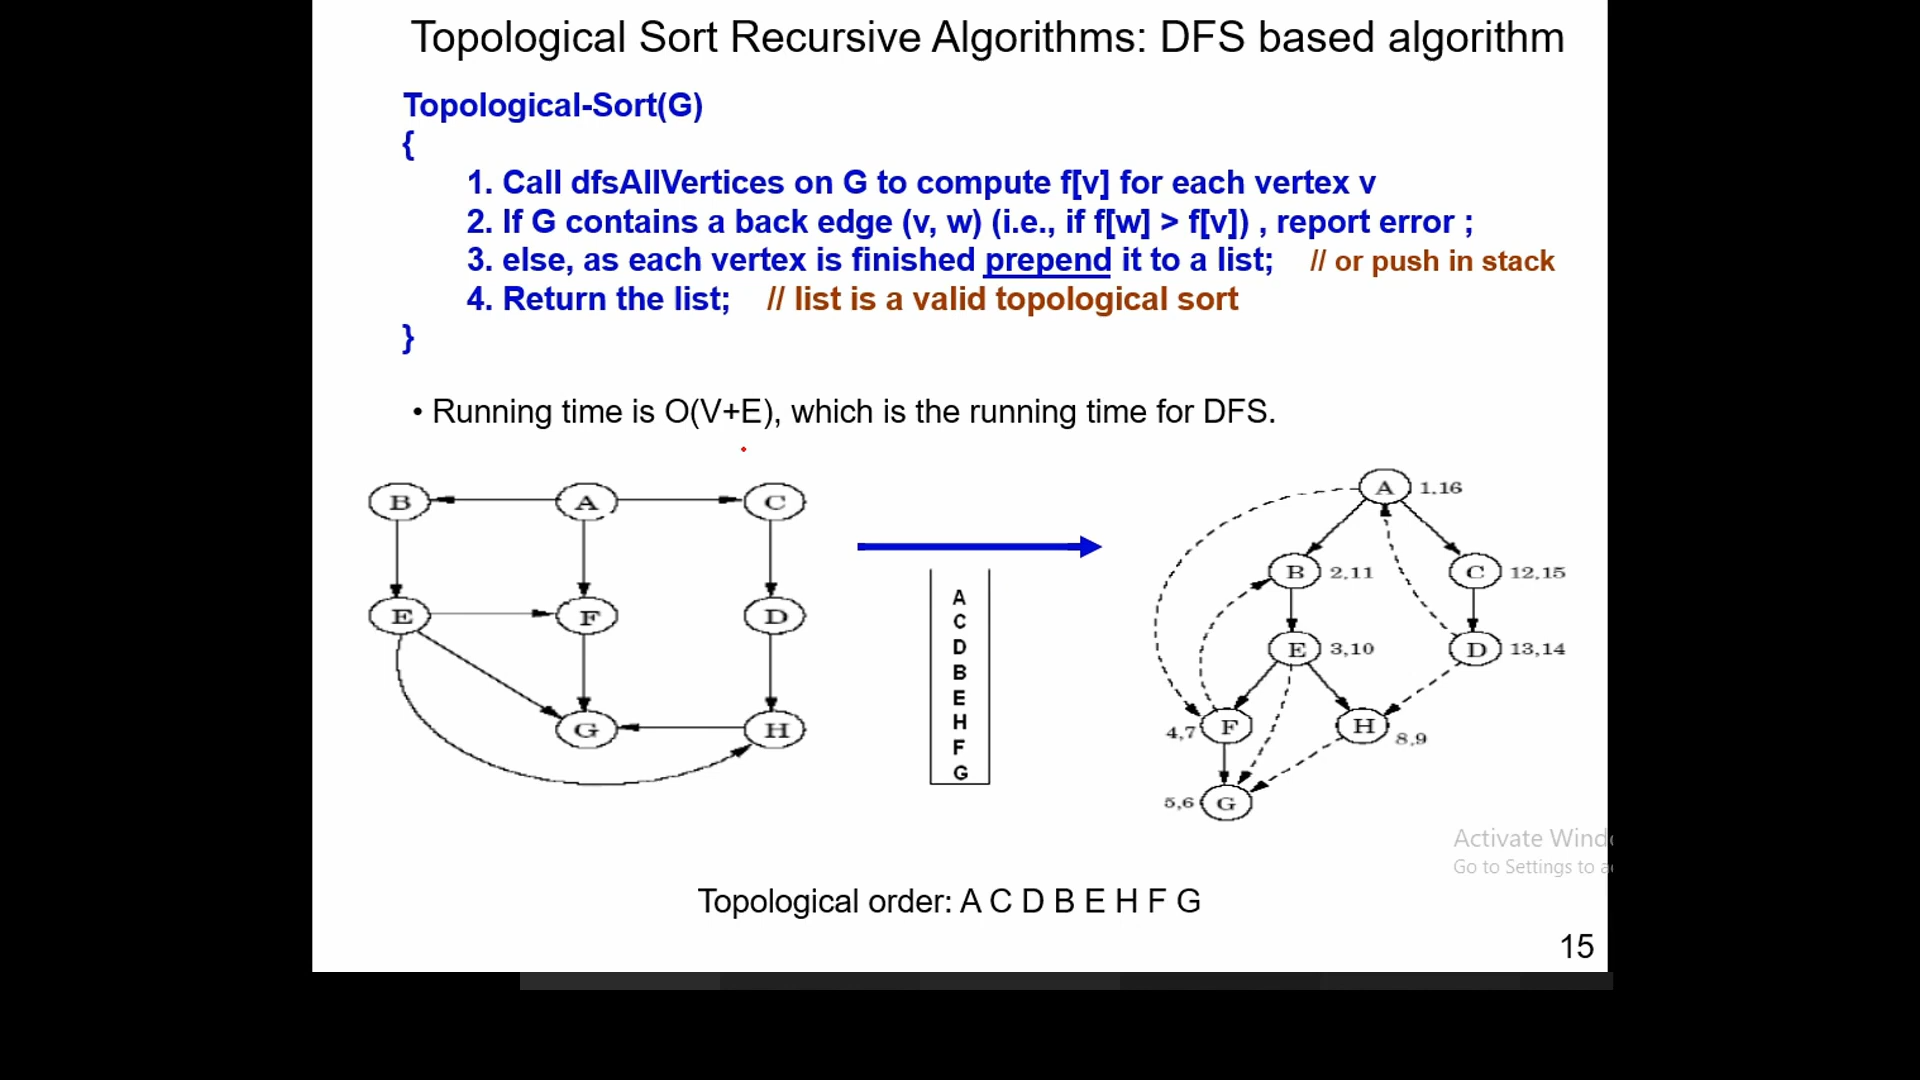 Topological Sort Recursive Algorithms: DFS based algorithm
Topological-Sort(G)
{
1. Call dfsAllVertices on G to compute f[v] for each vertex v
2. If G contains a back edge (v, w) (i.e., if f[w] > f[v]) , report error ;
3. else, as each vertex is finished prepend it to a list; // or push in stack
4. Return the list; // list is a valid topological sort
}
• Running time is O(V+E), which is the running time for DFS.
B A C
E F D
G H
A
C
D
B
E
H
F
G
A 1,16
B 2,11 C 12,15
E 3,10 D 13,14
4,7 F H 8,9
5,6 G
Activate Wind
Go to Settings to a
Topological order: A C D B E H F G
15